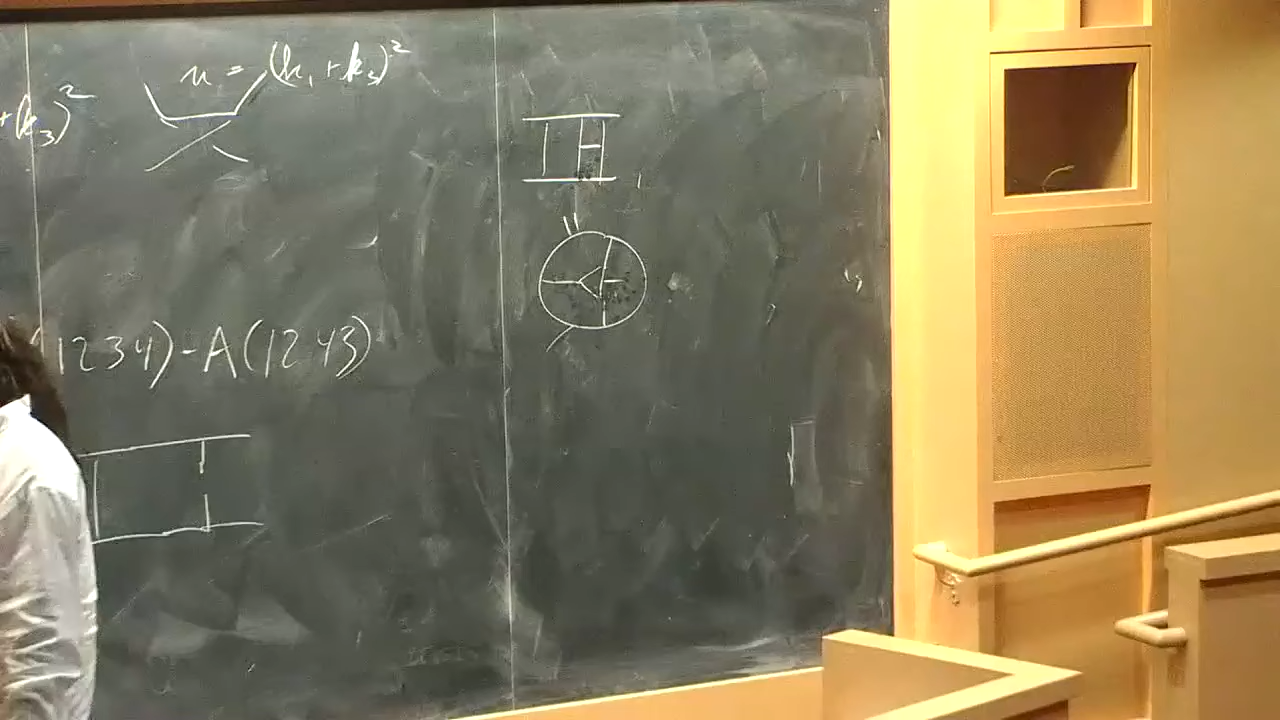 u = (k₁ + k₃)²
+ k₃)²
(1234) - A(1243)